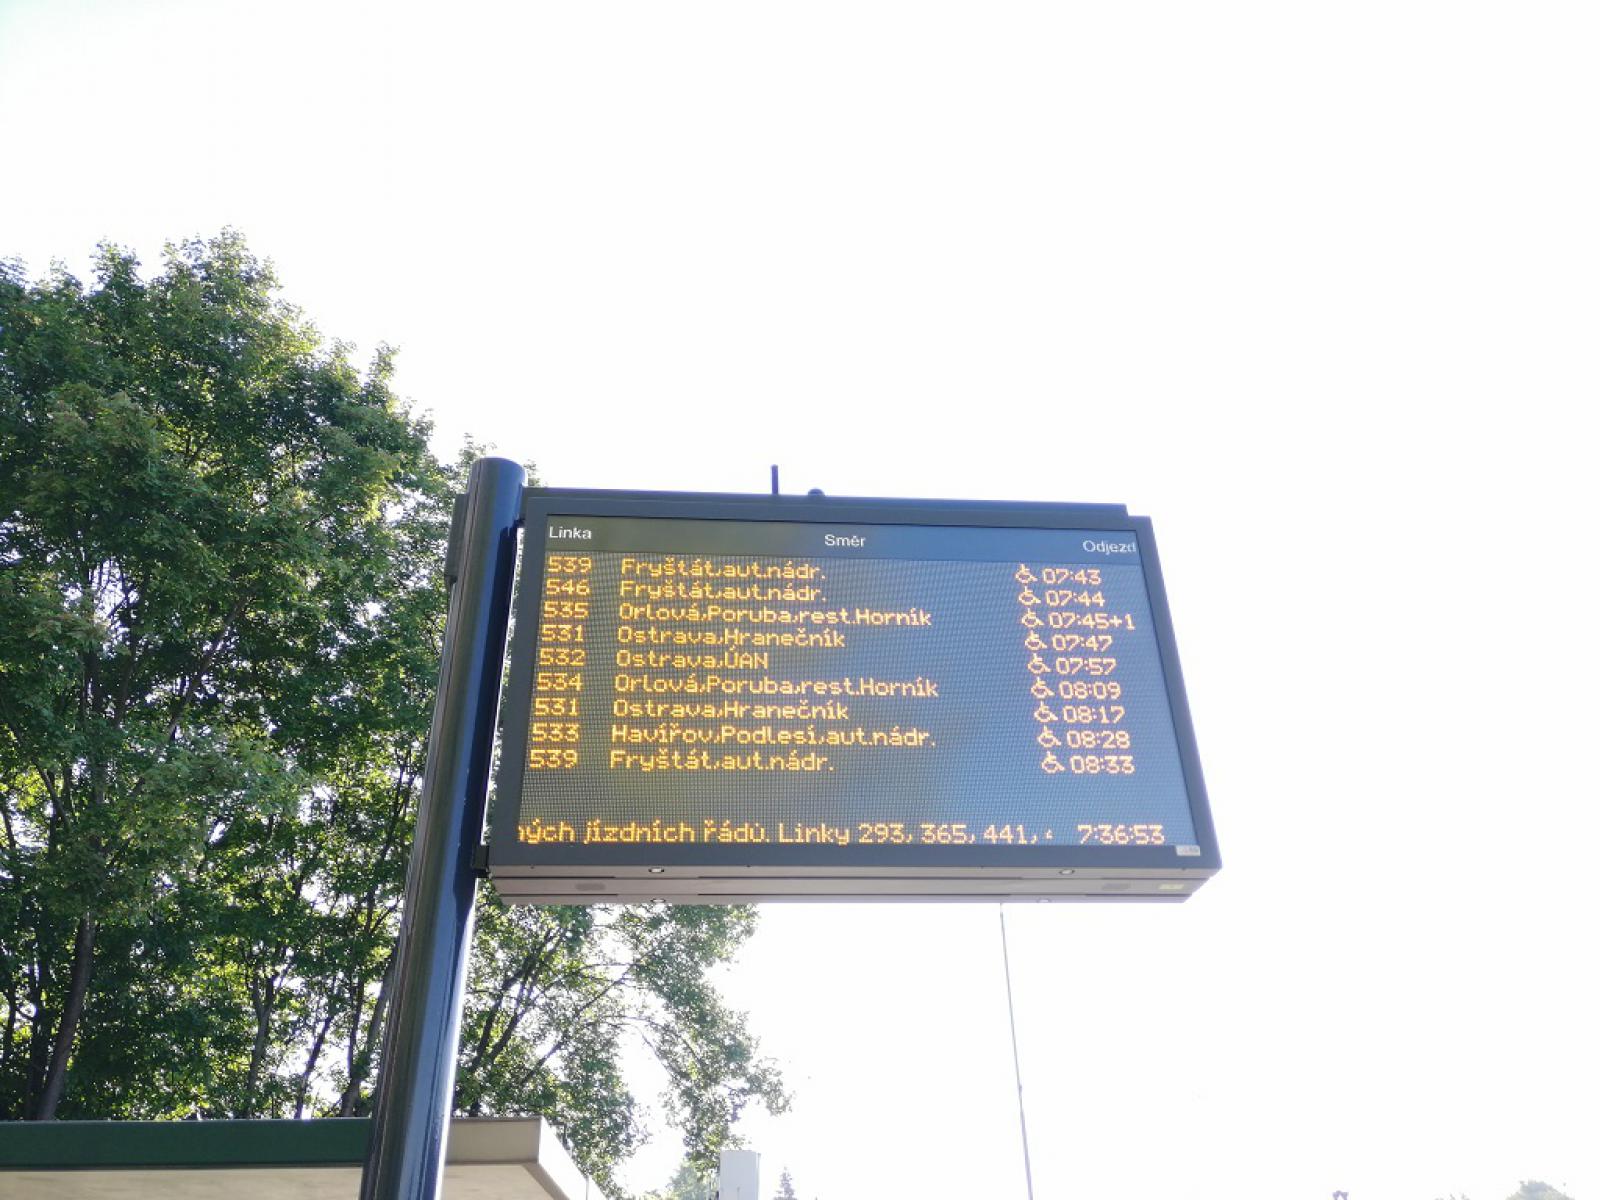 Linka Směr Odjezd
539 Fryštát,aut.nádr. 07:43
546 Fryštát,aut.nádr. 07:44
535 Orlová,Poruba,rest.Horník 07:45+1
531 Ostrava,Hranečník 07:47
532 Ostrava,ÚAN 07:57
534 Orlová,Poruba,rest.Horník 08:09
531 Ostrava,Hranečník 08:17
533 Havířov,Podlesí,aut.nádr. 08:28
539 Fryštát,aut.nádr. 08:33
ných jízdních řádů. Linky 293, 365, 441, 7:36:53